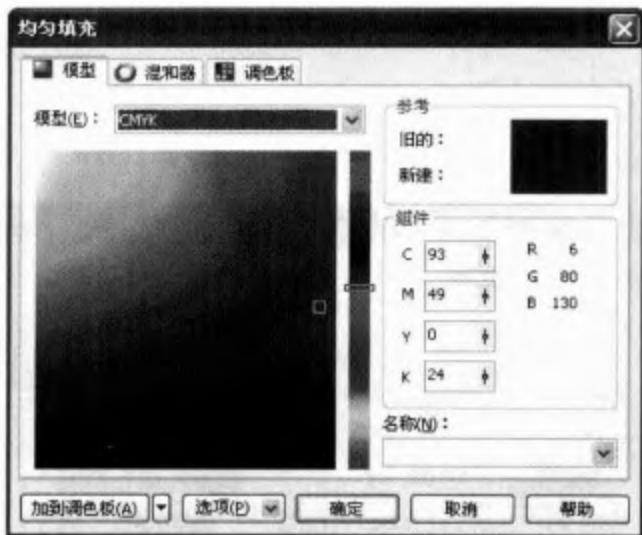 均匀填充
模型 混和器 调色板
模型(E)： CMYK
参考
旧的：
新建：
组件
C 93 R 6
M 49 G 80
B 130
Y 0
K 24
名称(N)：
加到调色板(A) 选项(P) 确定 取消 帮助